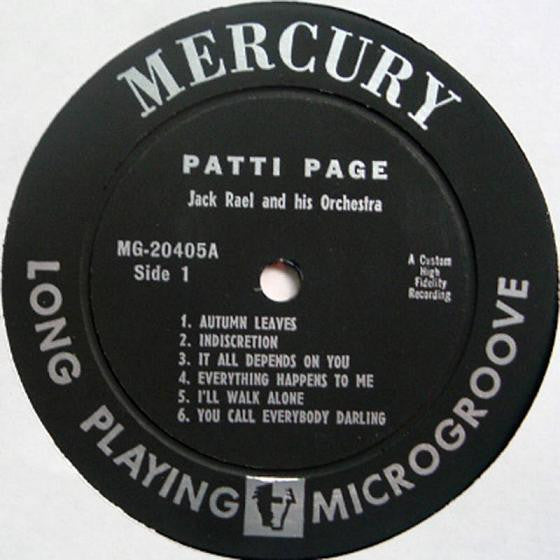 MERCURY
PATTI PAGE
Jack Rael and his Orchestra
MG-20405A
Side 1
A Custom
High
Fidelity
Recording
1. AUTUMN LEAVES
2. INDISCRETION
3. IT ALL DEPENDS ON YOU
4. EVERYTHING HAPPENS TO ME
5. I'LL WALK ALONE
6. YOU CALL EVERYBODY DARLING
LONG PLAYING MICROGROOVE